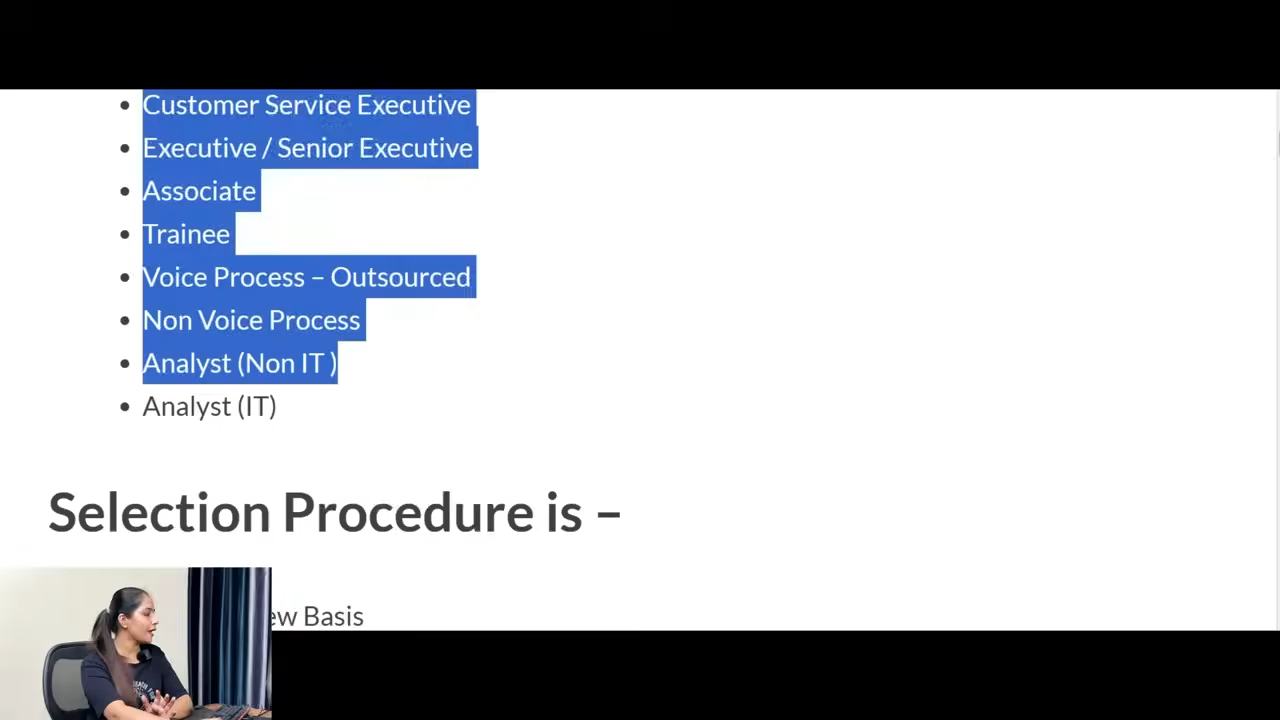 • Customer Service Executive
• Executive / Senior Executive
• Associate
• Trainee
• Voice Process – Outsourced
• Non Voice Process
• Analyst (Non IT )
• Analyst (IT)
Selection Procedure is –
Basis